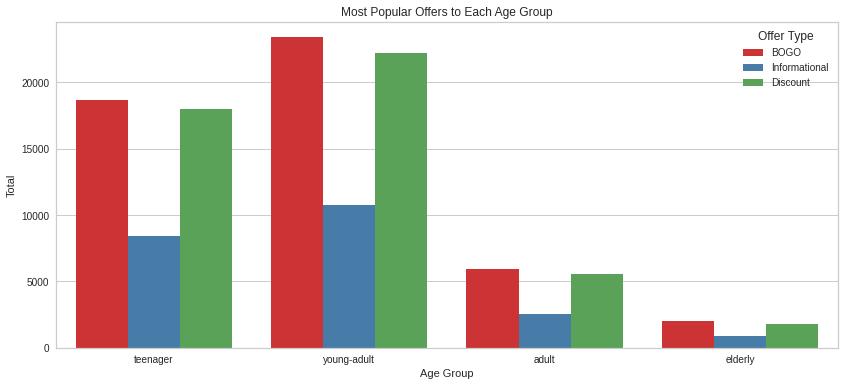 Most Popular Offers to Each Age Group
Offer Type
BOGO
Informational
Discount
Total
20000
15000
10000
5000
0
teenager young-adult adult elderly
Age Group